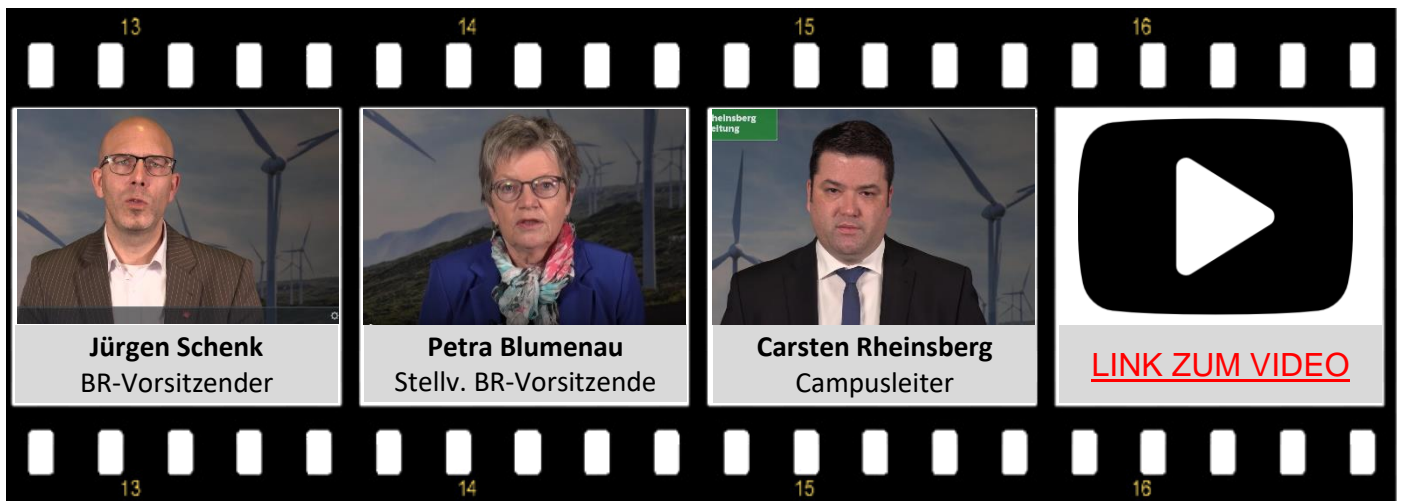 13 14 15 16
heinsberg
eitung
Jürgen Schenk
BR-Vorsitzender
Petra Blumenau
Stellv. BR-Vorsitzende
Carsten Rheinsberg
Campusleiter
LINK ZUM VIDEO
13 14 15 16